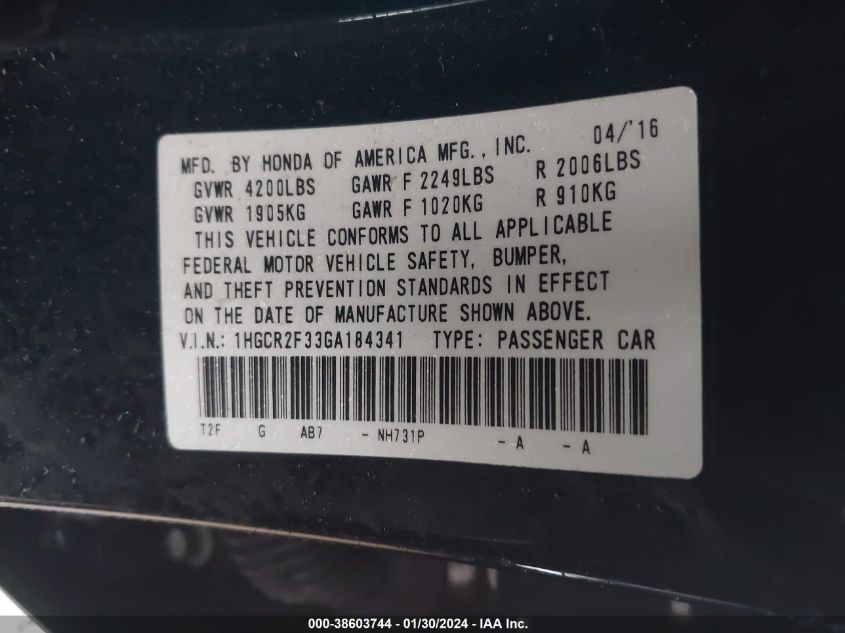 MFD. BY HONDA OF AMERICA MFG., INC. 04/'16
GVWR 4200LBS GAWR F 2249LBS R 2006LBS
GVWR 1905KG GAWR F 1020KG R 910KG
THIS VEHICLE CONFORMS TO ALL APPLICABLE
FEDERAL MOTOR VEHICLE SAFETY, BUMPER,
AND THEFT PREVENTION STANDARDS IN EFFECT
ON THE DATE OF MANUFACTURE SHOWN ABOVE.
V.I.N.: 1HGCR2F33GA184341 TYPE: PASSENGER CAR
T2F G AB7 - NH731P - A - A
000-38603744 — 01/30/2024 - IAA Inc.